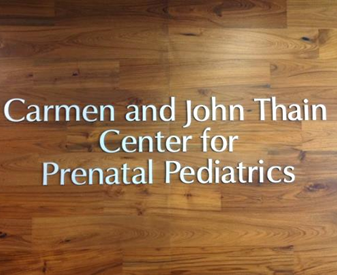 Carmen and John Thain
Center for
Prenatal Pediatrics